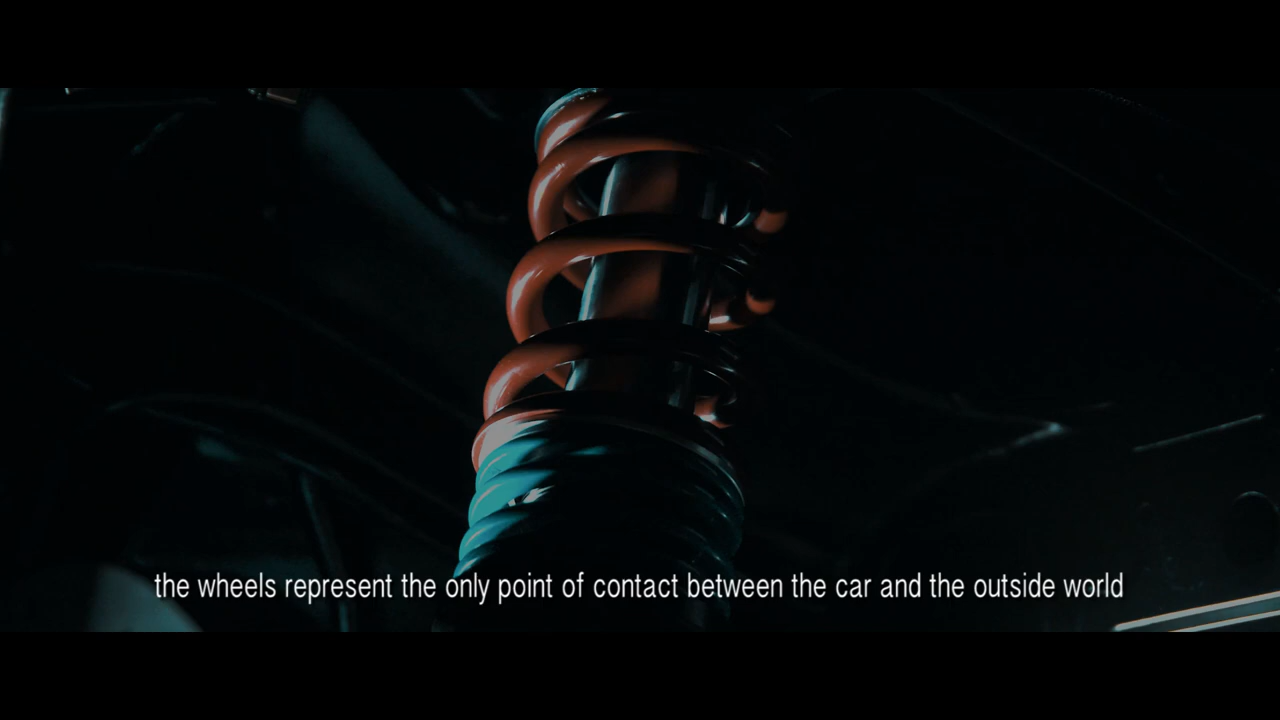 the wheels represent the only point of contact between the car and the outside world